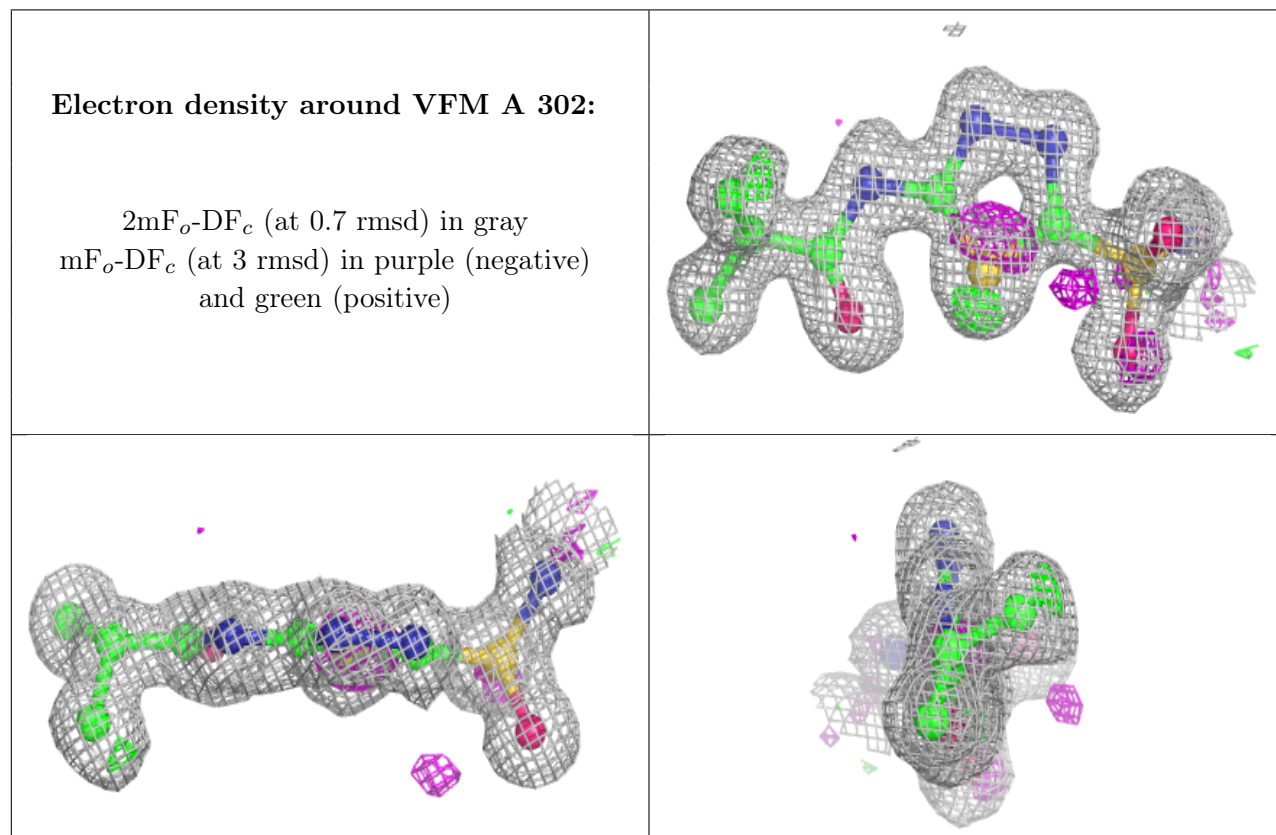 Electron density around VFM A 302:
2mFo-DFc (at 0.7 rmsd) in gray
mFo-DFc (at 3 rmsd) in purple (negative)
and green (positive)